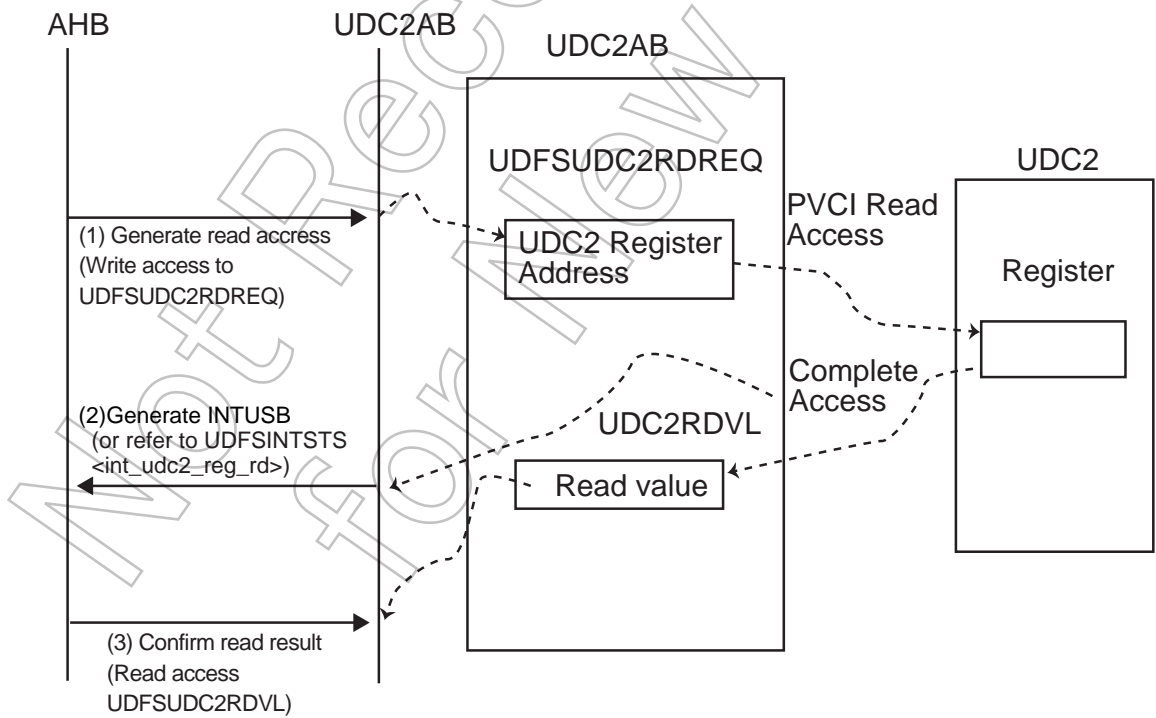 AHB
UDC2AB
UDC2AB
UDFSUDC2RDREQ
UDC2
PVCI Read
Access
(1) Generate read accress
(Write access to
UDFSUDC2RDREQ)
UDC2 Register
Address
Register
Complete
Access
(2)Generate INTUSB
(or refer to UDFSINTSTS
<int_udc2_reg_rd>)
UDC2RDVL
Read value
(3) Confirm read result
(Read access
UDFSUDC2RDVL)
Not Rec
for New